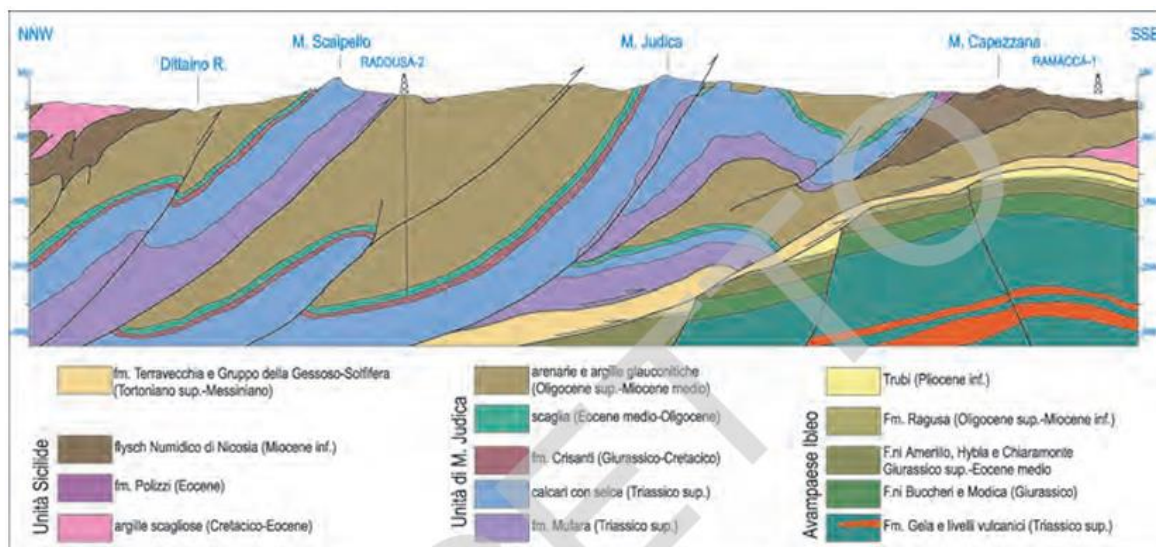 NNW
SSE
M. Scalpello
M. Judica
M. Capezzana
Dittaino R.
RADDUSA-2
RAMACCA-1
fm. Terravecchia e Gruppo della Gessoso-Solfifera
(Tortoniano sup.-Messiniano)
Unità Sicilide
flysch Numidico di Nicosia (Miocene inf.)
fm. Polizzi (Eocene)
argille scagliose (Cretacico-Eocene)
Unità di M. Judica
arenarie e argille glauconitiche
(Oligocene sup.-Miocene medio)
scaglia (Eocene medio-Oligocene)
fm. Crisanti (Giurassico-Cretacico)
calcari con selce (Triassico sup.)
fm. Mufara (Triassico sup.)
Avampaese Ibleo
Trubi (Pliocene inf.)
Fm. Ragusa (Oligocene sup.-Miocene inf.)
F.ni Amerillo, Hybla e Chiaramonte
Giurassico sup.-Eocene medio
F.ni Buccheri e Modica (Giurassico)
Fm. Gela e livelli vulcanici (Triassico sup.)